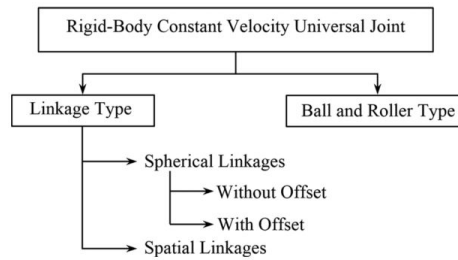 Rigid-Body Constant Velocity Universal Joint
Linkage Type
Ball and Roller Type
Spherical Linkages
Without Offset
With Offset
Spatial Linkages